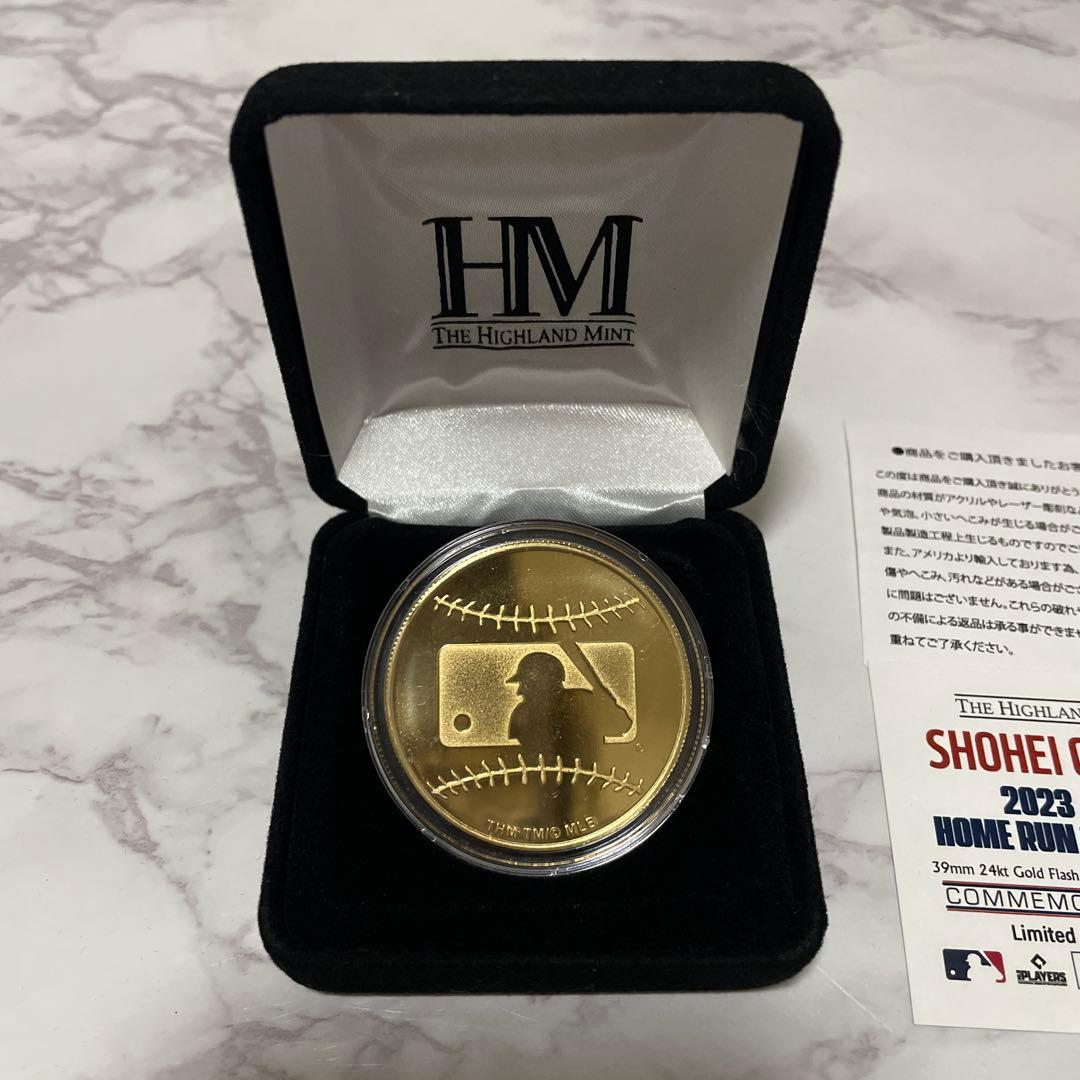 HM
THE HIGHLAND MINT
THM TM/© MLB
●商品をご購入頂きましたお客
この度は商品をご購入頂き誠にありがとう
商品の材質がアクリルやレーザー彫刻な
や気泡、小さいへこみが生じる場合がご
製品製造工程上生じるものですのでご
また、アメリカより輸入しております為、
傷やへこみ、汚れなどがある場合がご
に問題はございません。これらの破れや
の不備による返品は承る事ができませ
重ねてご了承ください。
THE HIGHLAN
SHOHEI
2023
HOME RUN
39mm 24kt Gold Flash
COMMEMO
Limited
PLAYERS